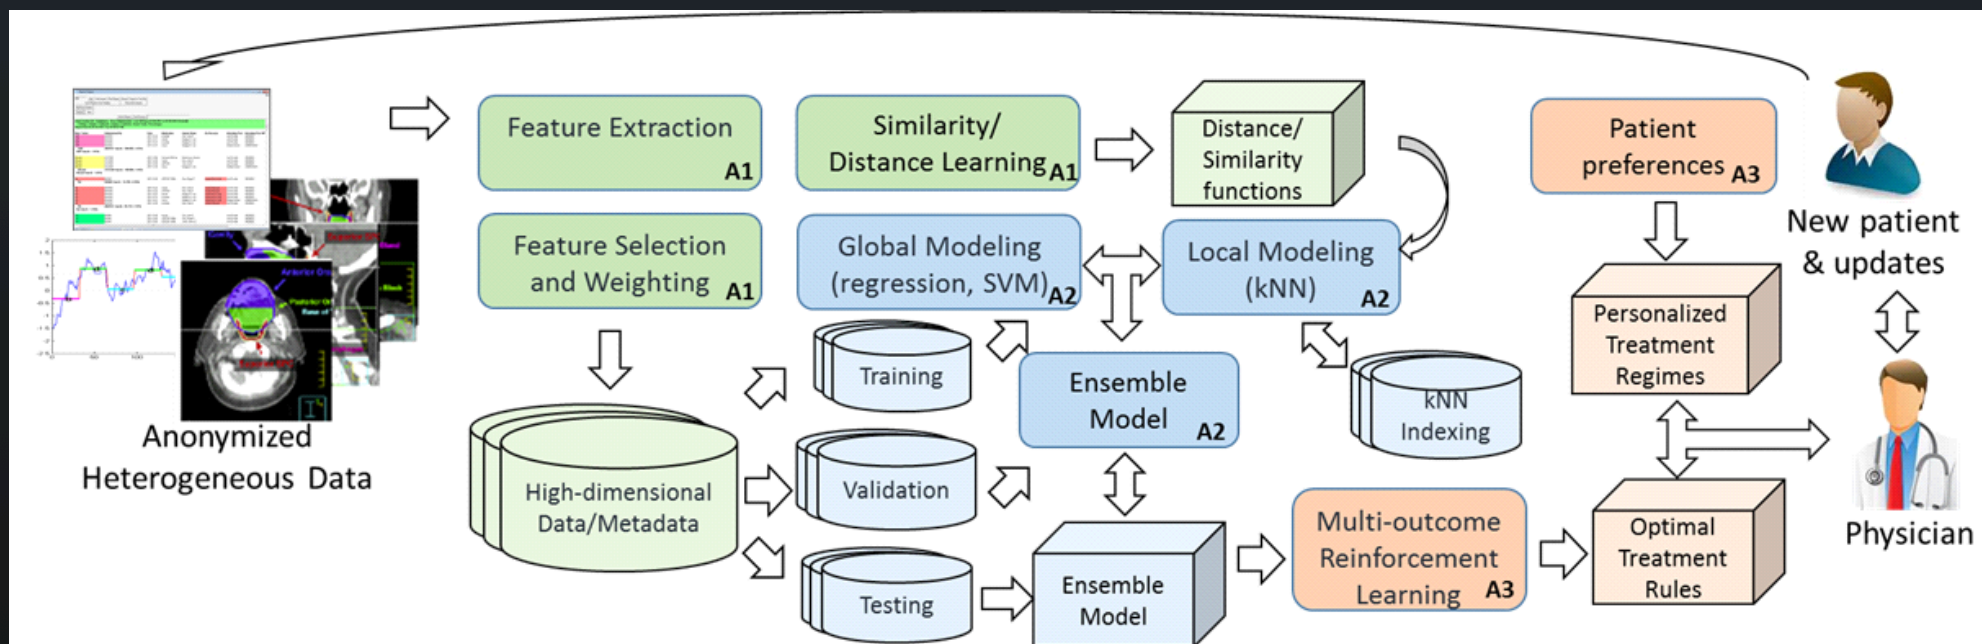 Feature Extraction
A1
Similarity/
Distance Learning
A1
Distance/
Similarity
functions
Patient
preferences
A3
New patient
& updates
Feature Selection
and Weighting
A1
Global Modeling
(regression, SVM)
A2
Local Modeling
(kNN)
A2
Personalized
Treatment
Regimes
Training
Ensemble
Model
A2
kNN
Indexing
Anonymized
Heterogeneous Data
High-dimensional
Data/Metadata
Validation
Multi-outcome
Reinforcement
Learning
A3
Optimal
Treatment
Rules
Physician
Testing
Ensemble
Model